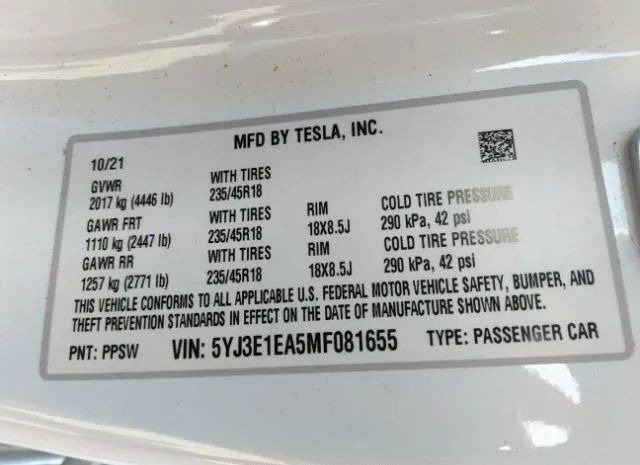 MFD BY TESLA, INC.
10/21
GVWR WITH TIRES
2017 kg (4446 lb) 235/45R18
GAWR FRT WITH TIRES RIM COLD TIRE PRESSURE
1110 kg (2447 lb) 235/45R18 18X8.5J 290 kPa, 42 psi
GAWR RR WITH TIRES RIM COLD TIRE PRESSURE
1257 kg (2771 lb) 235/45R18 18X8.5J 290 kPa, 42 psi
THIS VEHICLE CONFORMS TO ALL APPLICABLE U.S. FEDERAL MOTOR VEHICLE SAFETY, BUMPER, AND
THEFT PREVENTION STANDARDS IN EFFECT ON THE DATE OF MANUFACTURE SHOWN ABOVE.
PNT: PPSW VIN: 5YJ3E1EA5MF081655 TYPE: PASSENGER CAR